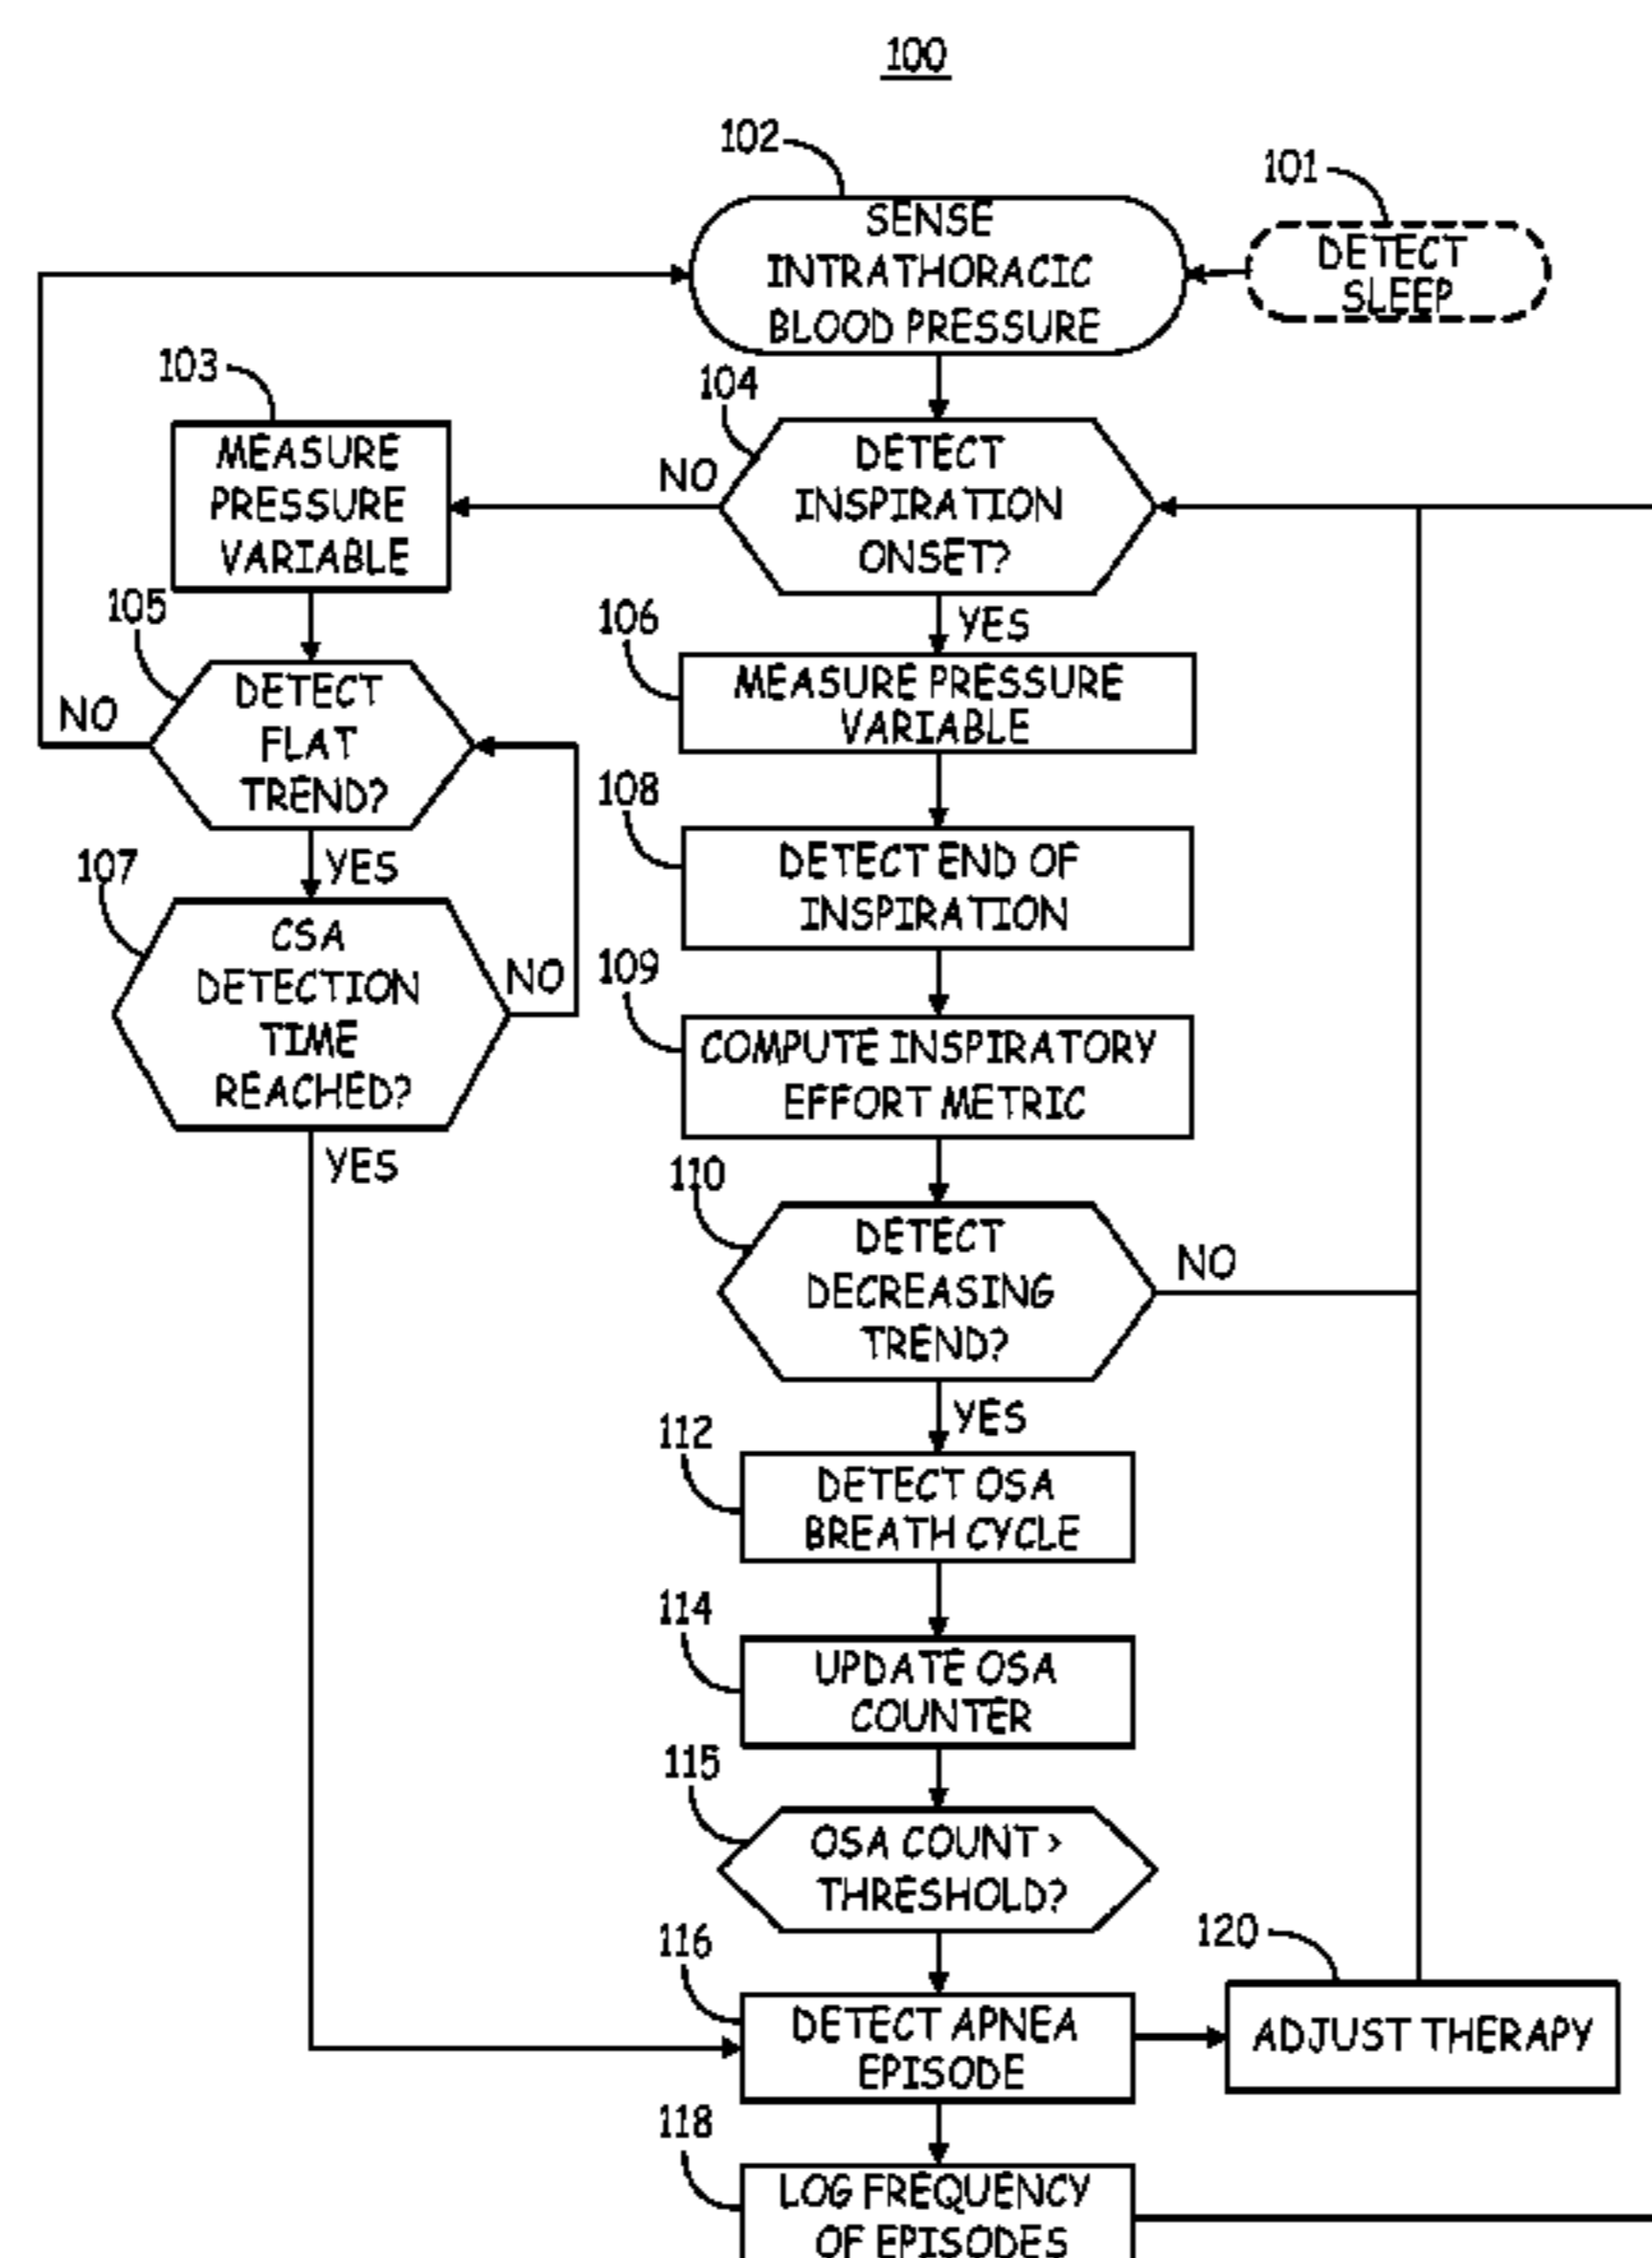 100
102
101
SENSE
INTRATHORACIC
BLOOD PRESSURE
DETECT
SLEEP
103
104
MEASURE
PRESSURE
VARIABLE
NO
DETECT
INSPIRATION
ONSET?
105
106
YES
DETECT
FLAT
TREND?
NO
MEASURE PRESSURE
VARIABLE
108
107
YES
DETECT END OF
INSPIRATION
CSA
DETECTION
TIME
REACHED?
NO
109
COMPUTE INSPIRATORY
EFFORT METRIC
YES
110
DETECT
DECREASING
TREND?
NO
YES
112
DETECT OSA
BREATH CYCLE
114
UPDATE OSA
COUNTER
115
OSA COUNT >
THRESHOLD?
116
120
DETECT APNEA
EPISODE
ADJUST THERAPY
118
LOG FREQUENCY
OF EPISODES